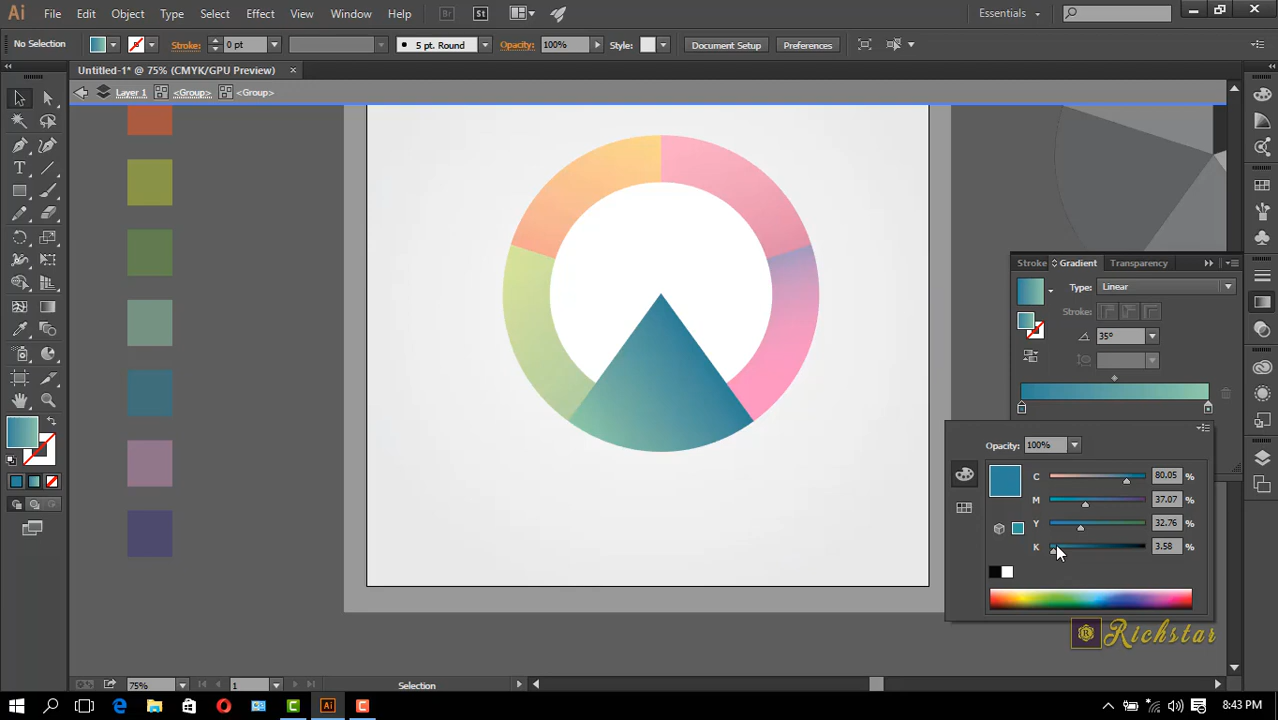 Ai File Edit Object Type Select Effect View Window Help Br St Essentials
No Selection Stroke: 0 pt 5 pt. Round Opacity: 100% Style: Document Setup Preferences
Untitled-1* @ 75% (CMYK/GPU Preview) ×
Layer 1 <Group> <Group>
Stroke Gradient Transparency
Type: Linear
Stroke:
35°
Opacity: 100%
C 80.05 %
M 37.07 %
Y 32.76 %
K 3.58 %
Richstar
75% 1 Selection
8:43 PM